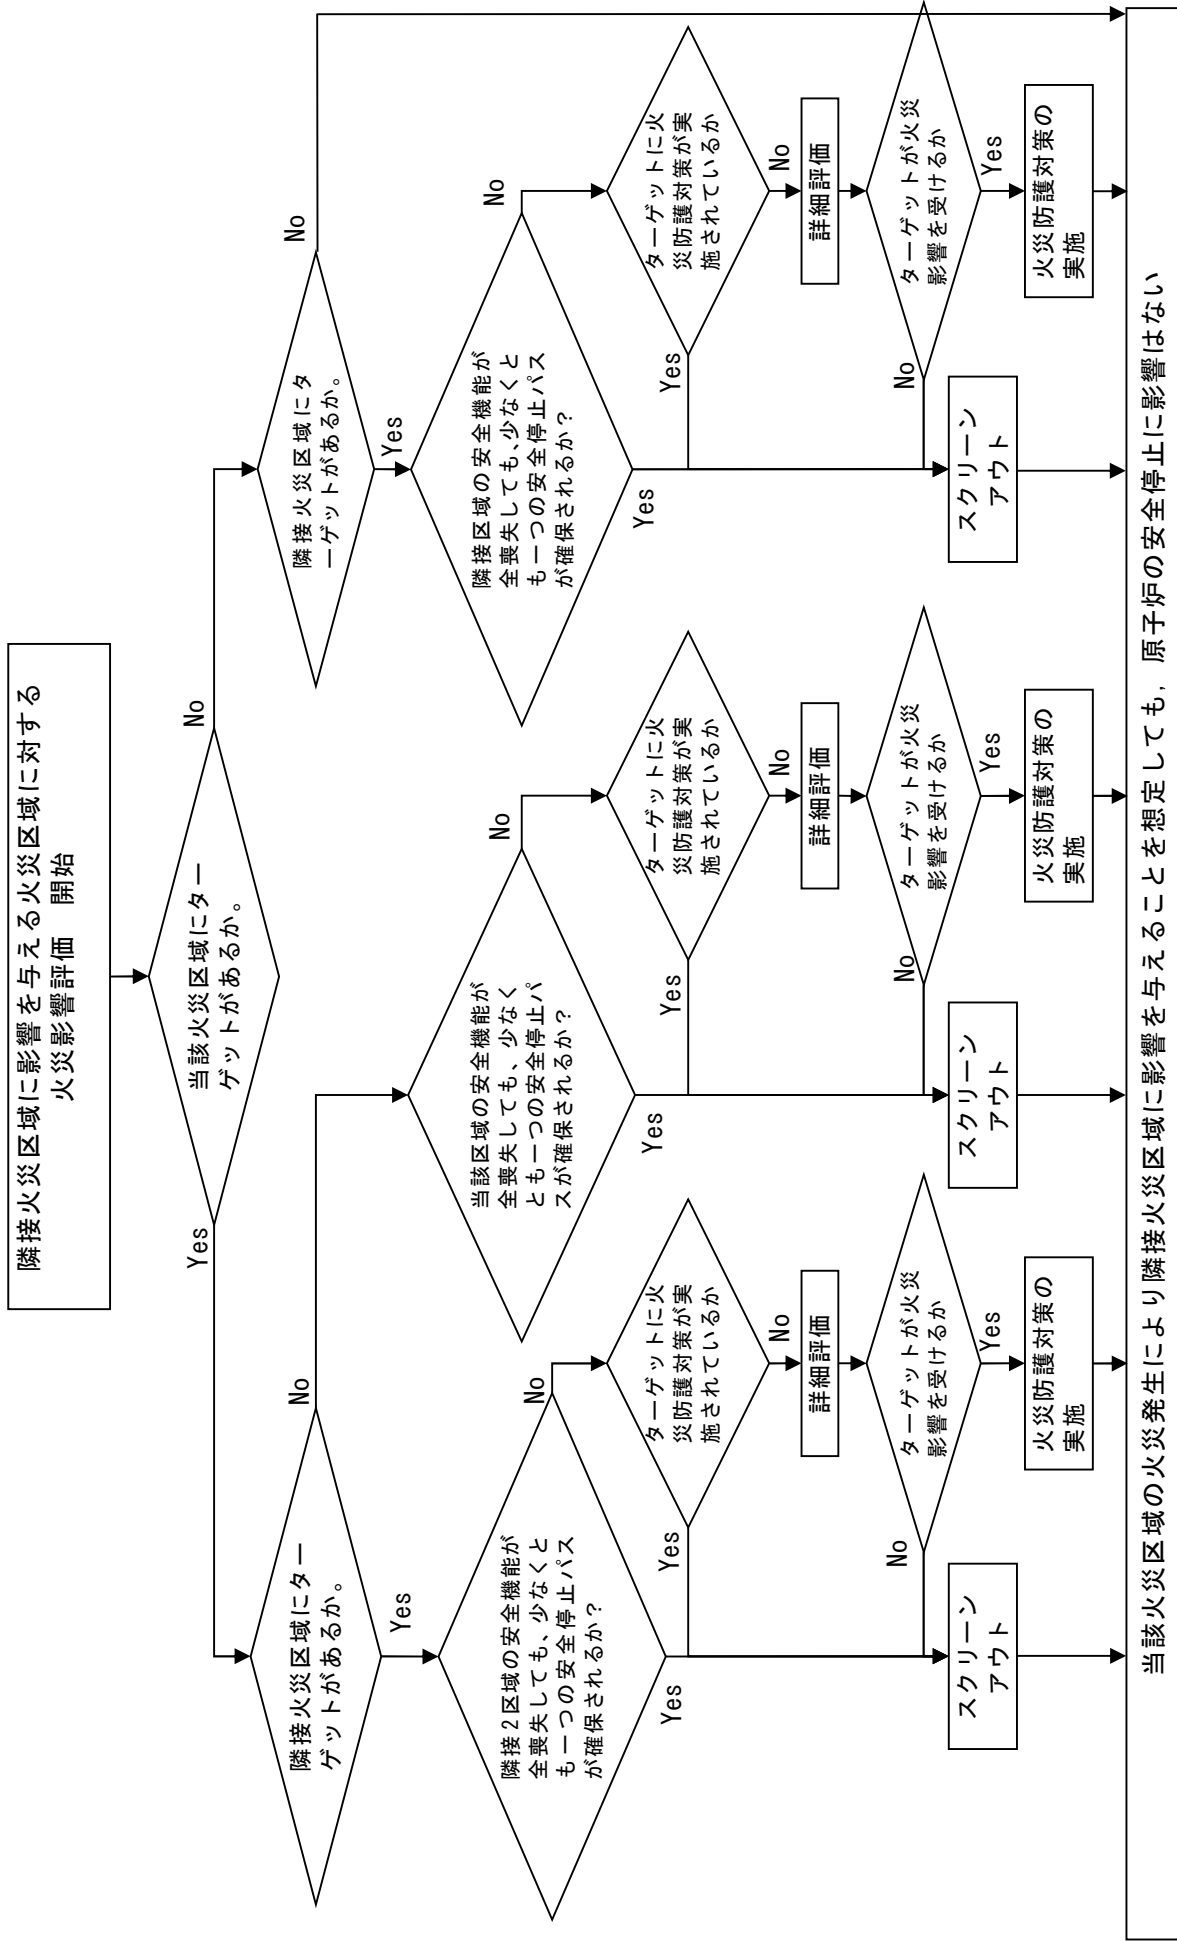 隣接火災区域に影響を与える火災区域に対する
火災影響評価 開始
当該火災区域にター
ゲットがあるか。
Yes
No
隣接火災区域にター
ゲットがあるか。
Yes
No
隣接火災区域にタ
ーゲットがあるか。
Yes
No
隣接2区域の安全機能が
全喪失しても、少なくと
も一つの安全停止パス
が確保されるか?
Yes
No
当該区域の安全機能が
全喪失しても、少なく
とも一つの安全停止パ
スが確保されるか?
Yes
No
隣接区域の安全機能が
全喪失しても、少なくと
も一つの安全停止パス
が確保されるか?
Yes
No
ターゲットに火
災防護対策が実
施されているか
Yes
No
ターゲットに火
災防護対策が実
施されているか
Yes
No
ターゲットに火
災防護対策が実
施されているか
Yes
No
詳細評価
詳細評価
詳細評価
ターゲットが火災
影響を受けるか
No
Yes
ターゲットが火災
影響を受けるか
No
Yes
ターゲットが火災
影響を受けるか
No
Yes
スクリーン
アウト
火災防護対策の
実施
スクリーン
アウト
火災防護対策の
実施
スクリーン
アウト
火災防護対策の
実施
当該火災区域の火災発生により隣接火災区域に影響を与えることを想定しても，原子炉の安全停止に影響はない